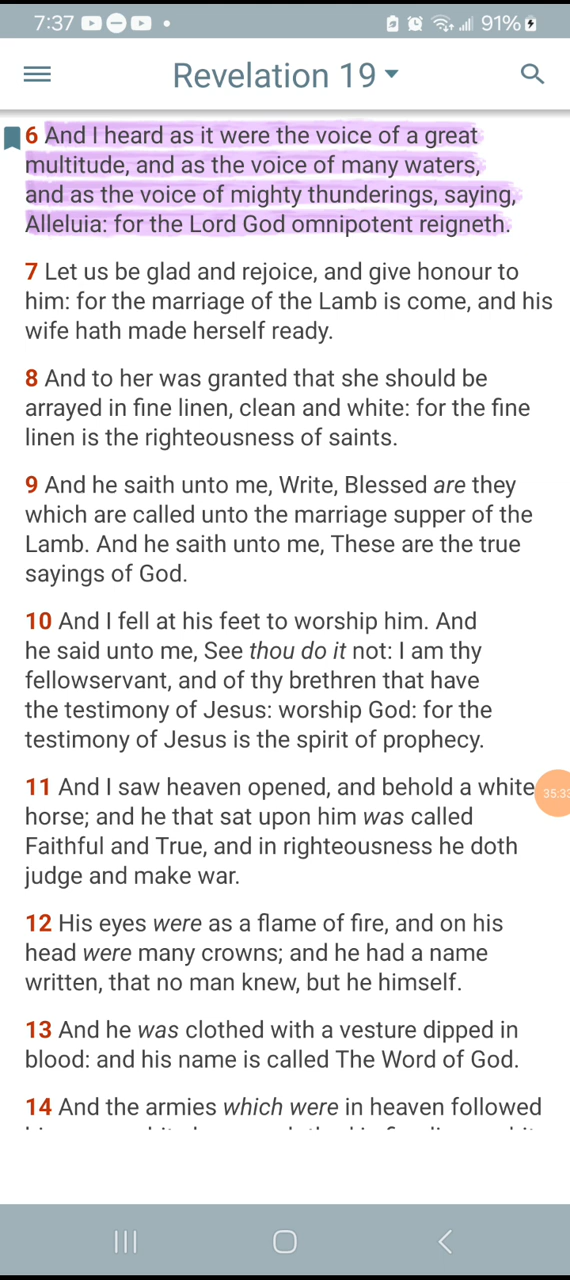 7:37
91%
Revelation 19
6 And I heard as it were the voice of a great
multitude, and as the voice of many waters,
and as the voice of mighty thunderings, saying,
Alleluia: for the Lord God omnipotent reigneth.
7 Let us be glad and rejoice, and give honour to
him: for the marriage of the Lamb is come, and his
wife hath made herself ready.
8 And to her was granted that she should be
arrayed in fine linen, clean and white: for the fine
linen is the righteousness of saints.
9 And he saith unto me, Write, Blessed are they
which are called unto the marriage supper of the
Lamb. And he saith unto me, These are the true
sayings of God.
10 And I fell at his feet to worship him. And
he said unto me, See thou do it not: I am thy
fellowservant, and of thy brethren that have
the testimony of Jesus: worship God: for the
testimony of Jesus is the spirit of prophecy.
11 And I saw heaven opened, and behold a white
35:33
horse; and he that sat upon him was called
Faithful and True, and in righteousness he doth
judge and make war.
12 His eyes were as a flame of fire, and on his
head were many crowns; and he had a name
written, that no man knew, but he himself.
13 And he was clothed with a vesture dipped in
blood: and his name is called The Word of God.
14 And the armies which were in heaven followed